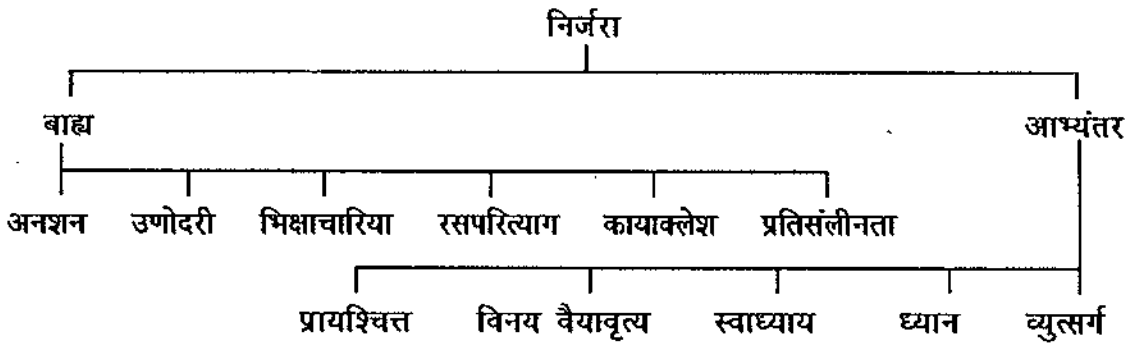 निर्जरा
बाह्य आभ्यंतर
अनशन उणोदरी भिक्षाचारिया रसपरित्याग कायाक्लेश प्रतिसंलीनता
प्रायश्चित्त विनय वैयावृत्य स्वाध्याय ध्यान व्युत्सर्ग